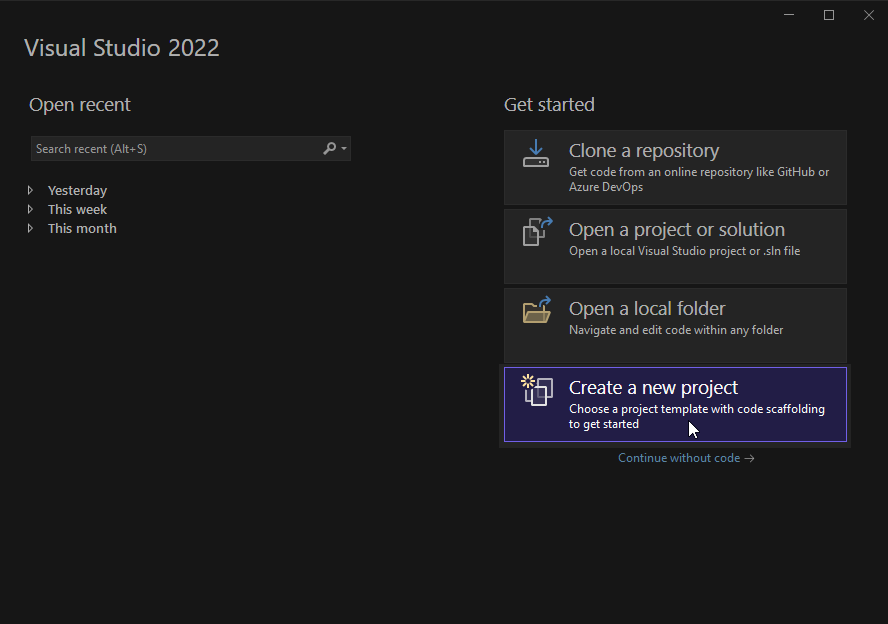 Visual Studio 2022
Open recent
Search recent (Alt+S)
Yesterday
This week
This month
Get started
Clone a repository
Get code from an online repository like GitHub or
Azure DevOps
Open a project or solution
Open a local Visual Studio project or .sln file
Open a local folder
Navigate and edit code within any folder
Create a new project
Choose a project template with code scaffolding
to get started
Continue without code →